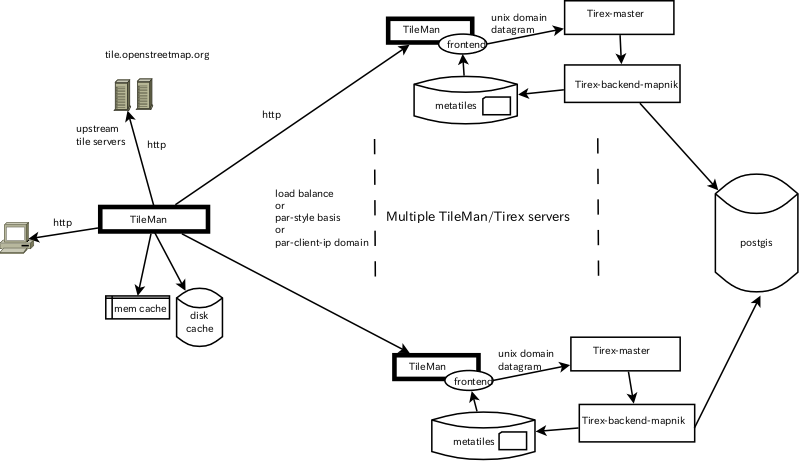 TileMan
frontend
unix domain
datagram
Tirex-master
Tirex-backend-mapnik
metatiles
tile.openstreetmap.org
upstream
tile servers
http
http
http
TileMan
mem cache
disk
cache
load balance
or
par-style basis
or
par-client-ip domain
Multiple TileMan/Tirex servers
postgis
TileMan
frontend
unix domain
datagram
Tirex-master
Tirex-backend-mapnik
metatiles